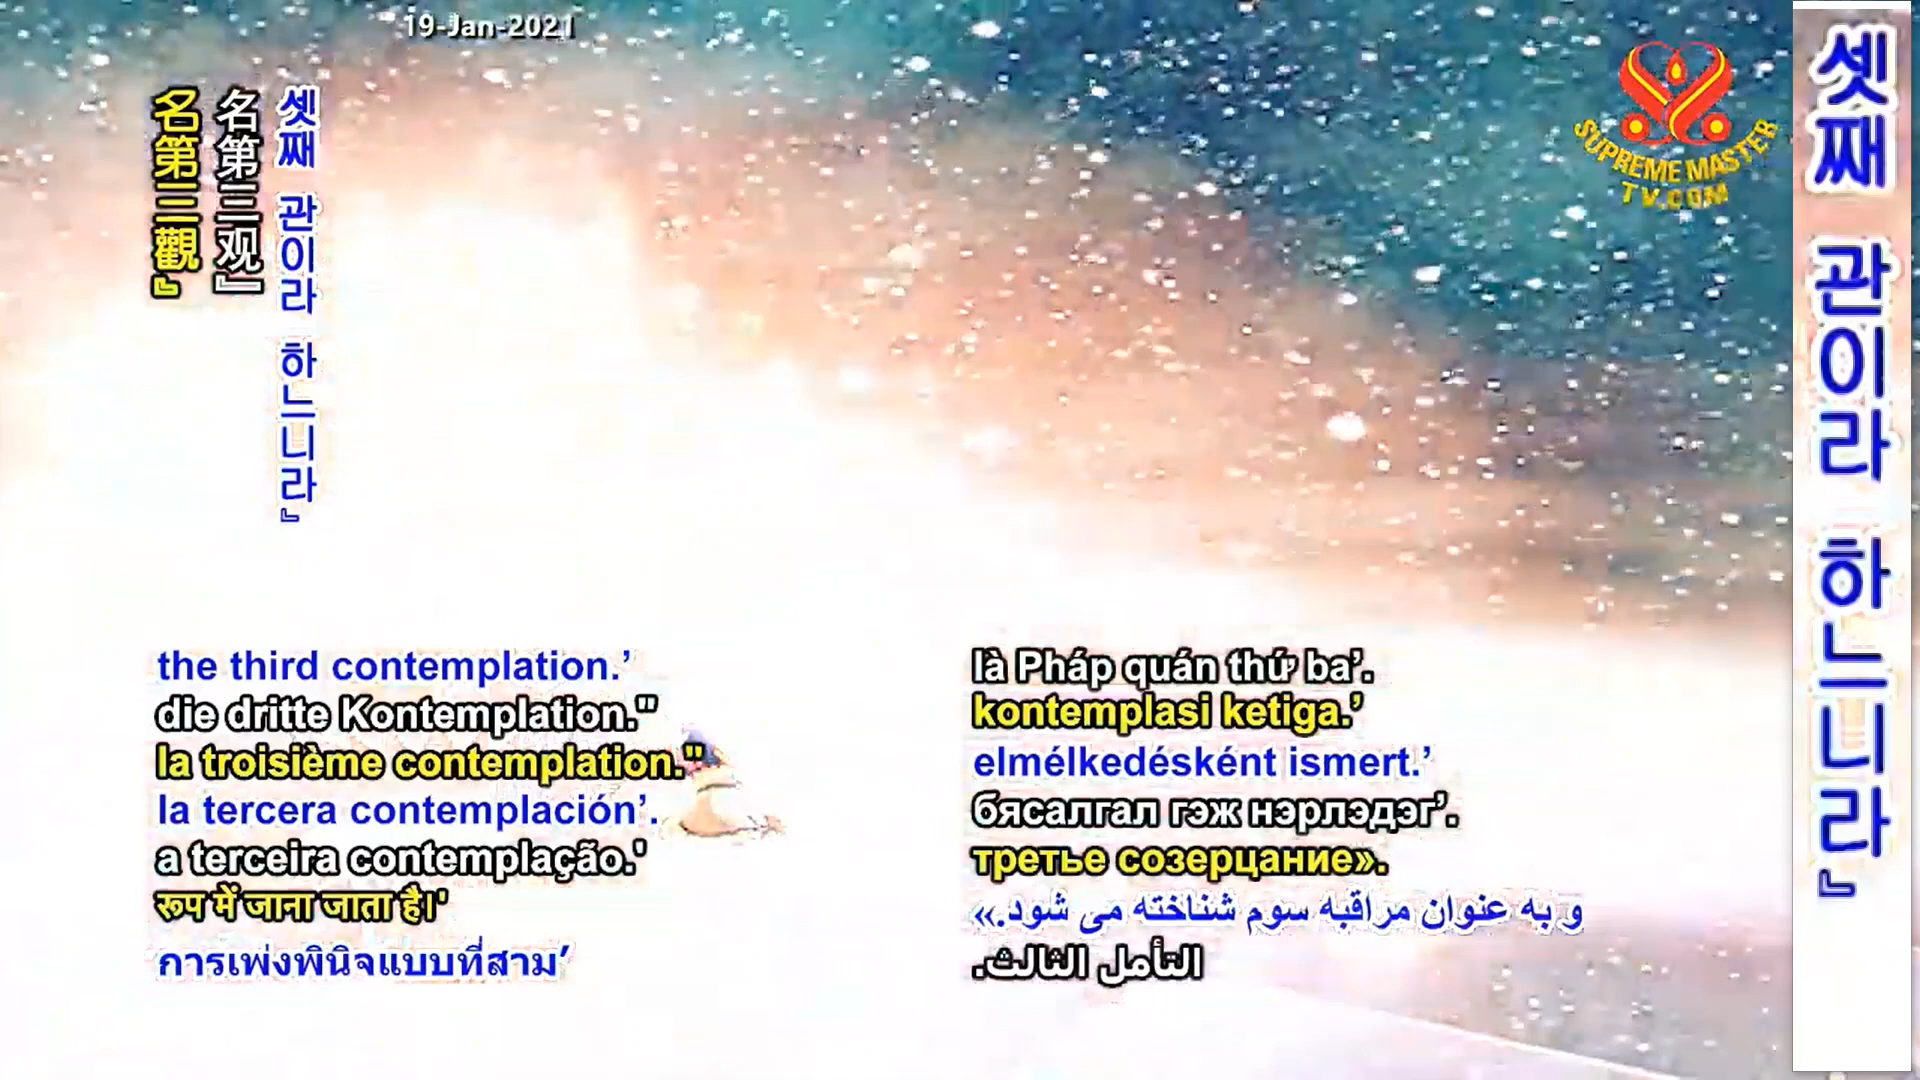 19-Jan-2021
SUPREME MASTER
TV.COM
셋째 관이라 하느니라』
名第三观』
名第三觀』
셋째 관이라 하느니라』
the third contemplation.’
die dritte Kontemplation."
la troisième contemplation."
la tercera contemplación’.
a terceira contemplação.'
रूप में जाना जाता है।'
การเพ่งพินิจแบบที่สาม’
là Pháp quán thứ ba’.
kontemplasi ketiga.’
elmélkedésként ismert.’
бясалгал гэж нэрлэдэг’.
третье созерцание».
و به عنوان مراقبه سوم شناخته می شود.»
التأمل الثالث.